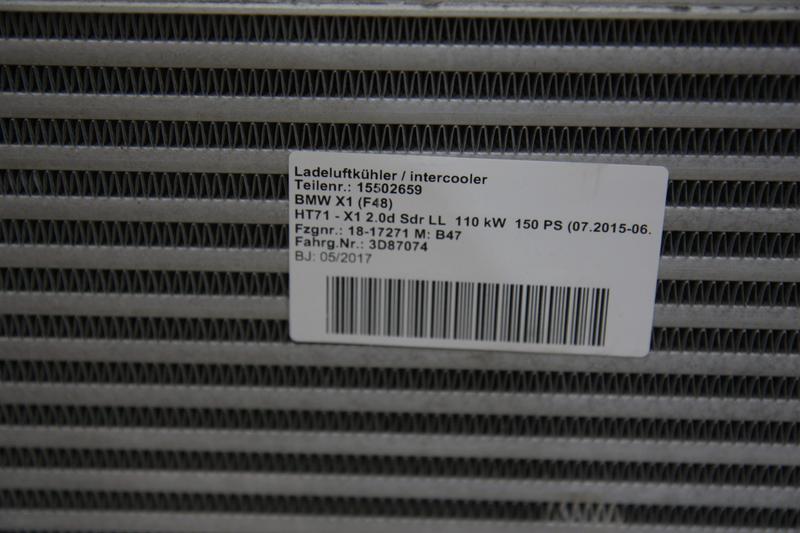 Ladeluftkühler / intercooler
Teilenr.: 15502659
BMW X1 (F48)
HT71 - X1 2.0d Sdr LL 110 kW 150 PS (07.2015-06.
Fzgnr.: 18-17271 M: B47
Fahrg.Nr.: 3D87074
BJ: 05/2017